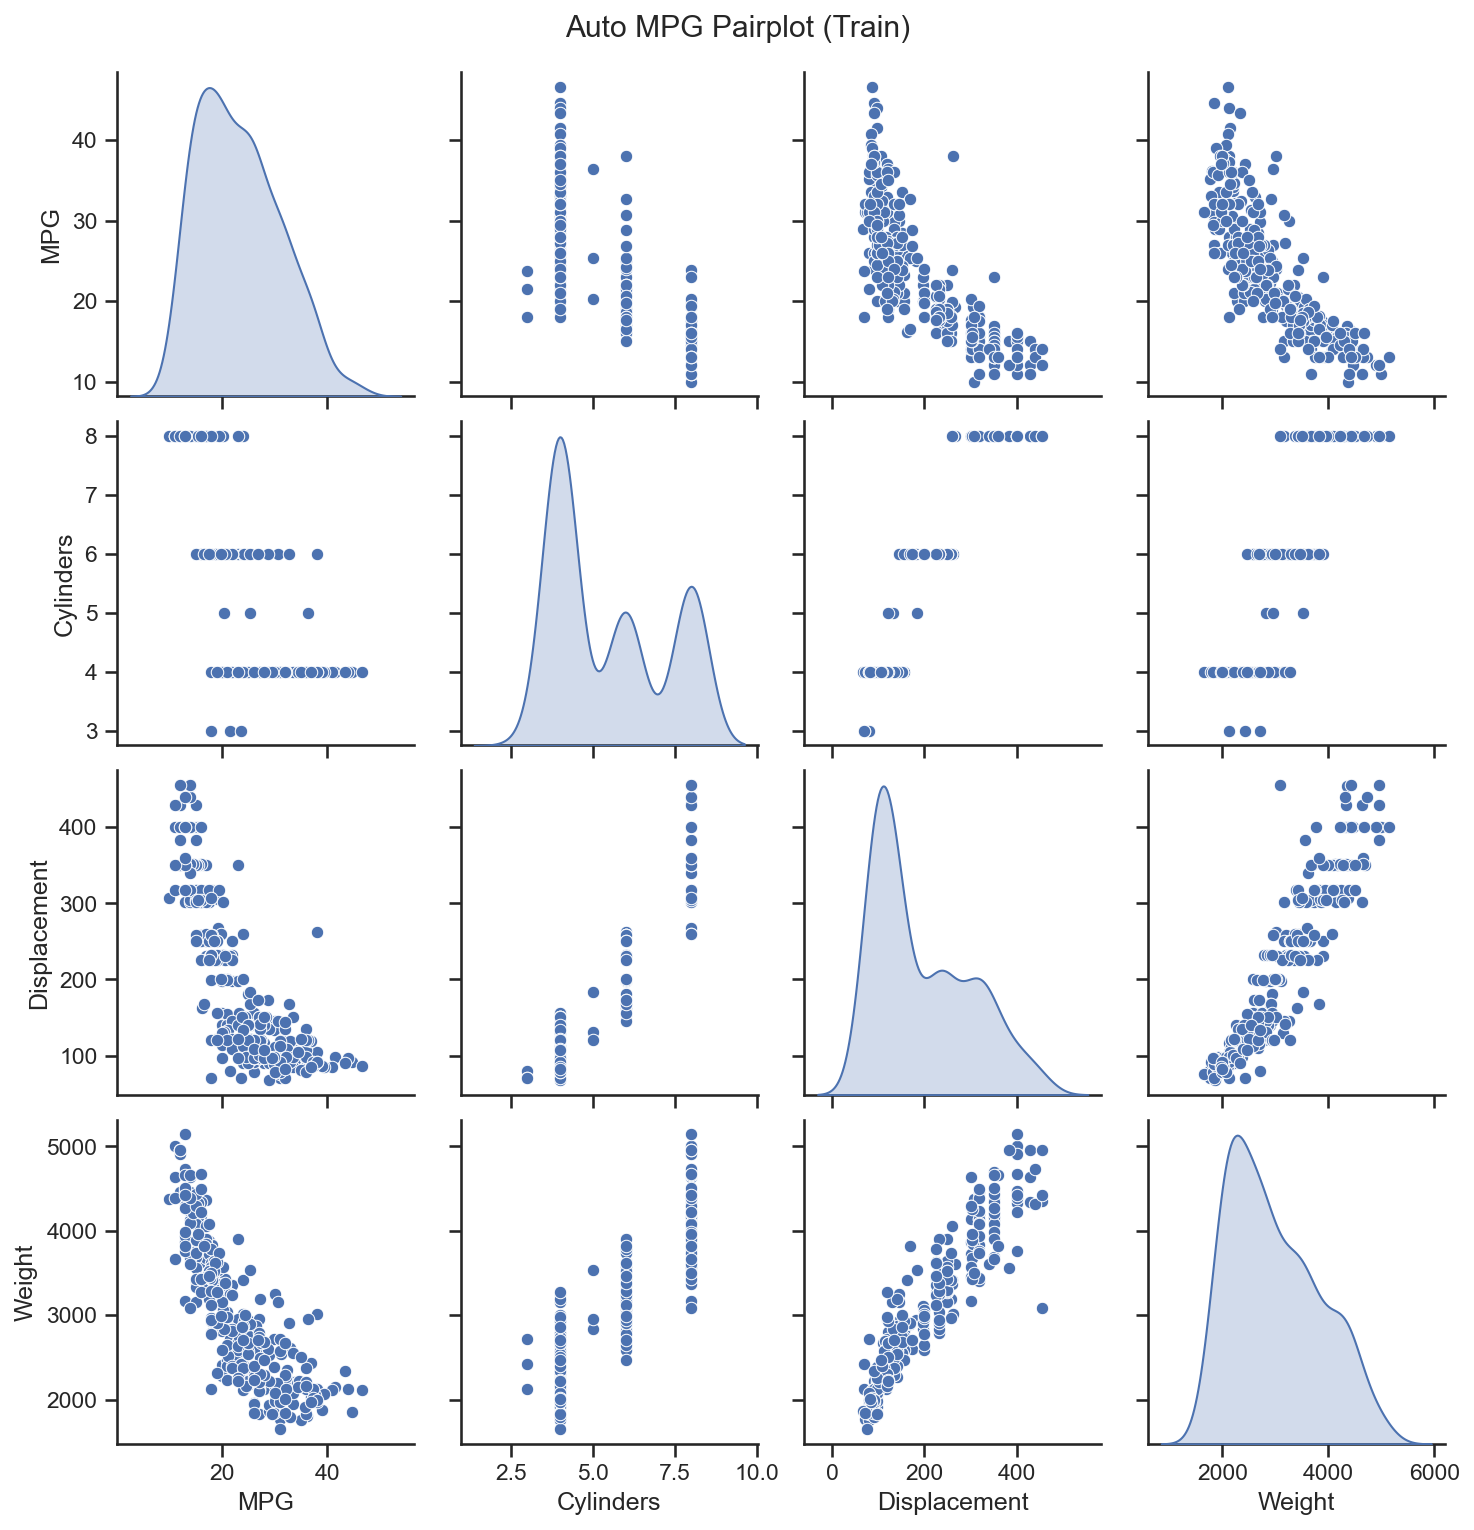 Auto MPG Pairplot (Train)
MPG
40
30
20
10
Cylinders
8
7
6
5
4
3
Displacement
400
300
200
100
Weight
5000
4000
3000
2000
20 40
2.5 5.0 7.5 10.0
0 200 400
2000 4000 6000
MPG Cylinders Displacement Weight